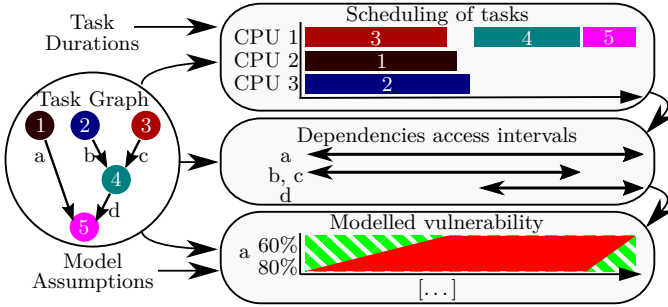 Task
Durations
Scheduling of tasks
CPU 1
3
4
5
CPU 2
1
CPU 3
2
Task Graph
1
2
3
a
b
c
4
d
5
Dependencies access intervals
a
b, c
d
Model
Assumptions
Modelled vulnerability
a
60%
80%
[...]